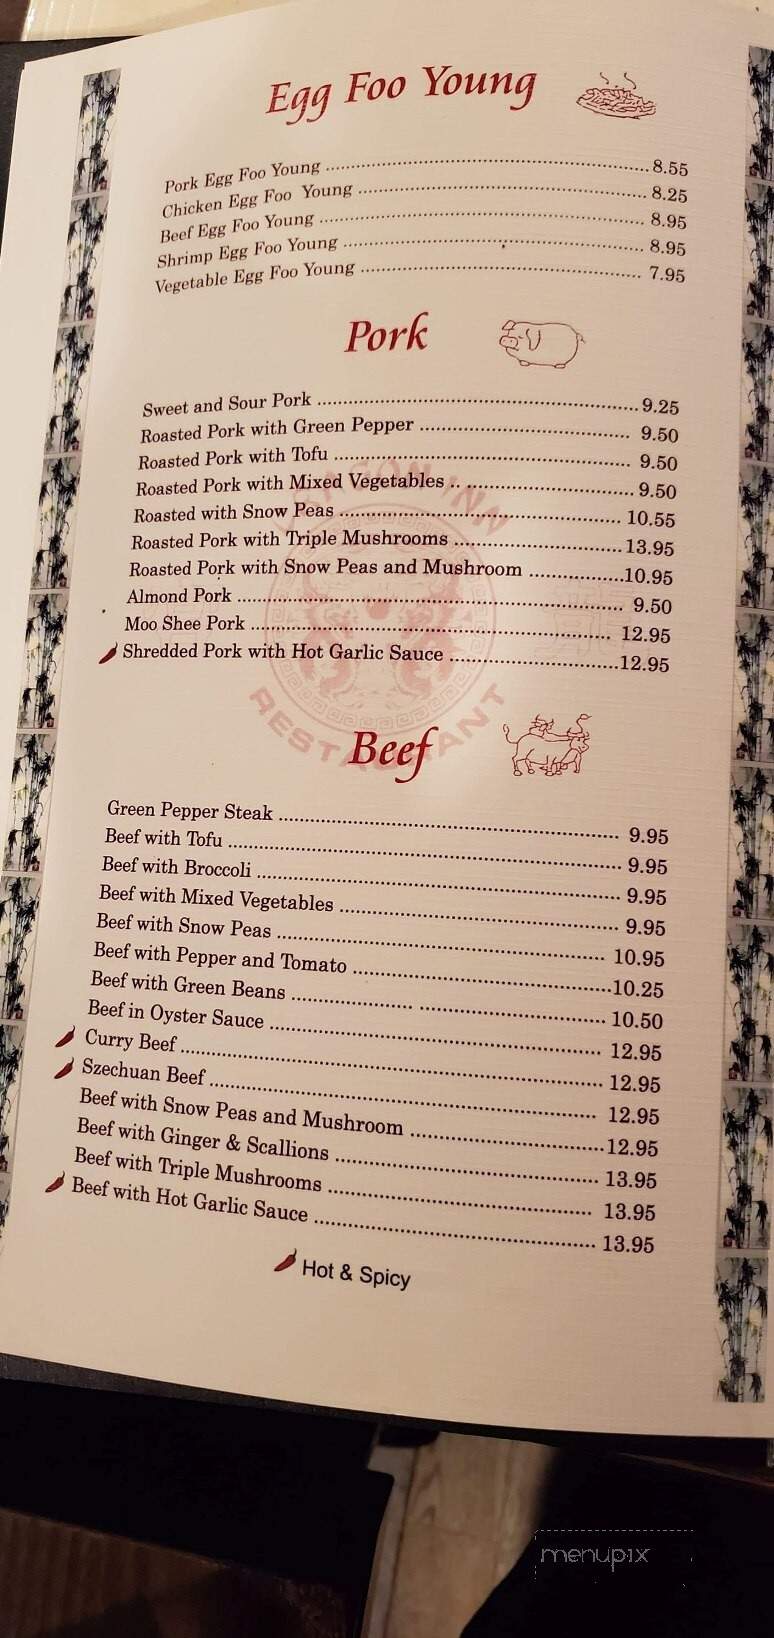 Egg Foo Young
Pork Egg Foo Young ........ 8.55
Chicken Egg Foo Young ........ 8.25
Beef Egg Foo Young ........ 8.95
Shrimp Egg Foo Young ........ 8.95
Vegetable Egg Foo Young ........ 7.95
Pork
Sweet and Sour Pork ........ 9.25
Roasted Pork with Green Pepper ........ 9.50
Roasted Pork with Tofu ........ 9.50
Roasted Pork with Mixed Vegetables ........ 9.50
Roasted with Snow Peas ........ 10.55
Roasted Pork with Triple Mushrooms ........ 13.95
Roasted Pork with Snow Peas and Mushroom ........ 10.95
Almond Pork ........ 9.50
Moo Shee Pork ........ 12.95
Shredded Pork with Hot Garlic Sauce ........ 12.95
INN
RESTAURANT
Beef
Green Pepper Steak ........ 9.95
Beef with Tofu ........ 9.95
Beef with Broccoli ........ 9.95
Beef with Mixed Vegetables ........ 9.95
Beef with Snow Peas ........ 10.95
Beef with Pepper and Tomato ........ 10.25
Beef with Green Beans ........ 10.50
Beef in Oyster Sauce ........ 12.95
Curry Beef ........ 12.95
Szechuan Beef ........ 12.95
Beef with Snow Peas and Mushroom ........ 12.95
Beef with Ginger & Scallions ........ 13.95
Beef with Triple Mushrooms ........ 13.95
Beef with Hot Garlic Sauce ........ 13.95
Hot & Spicy
menupix